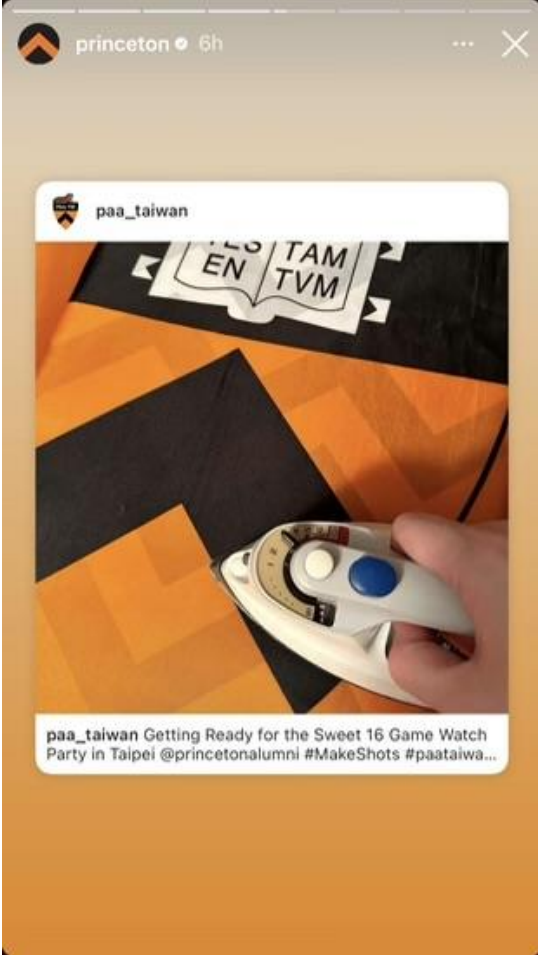 princeton 6h
paa_taiwan
TAM
EN TVM
paa_taiwan Getting Ready for the Sweet 16 Game Watch
Party in Taipei @princetonalumni #MakeShots #paataiwa...